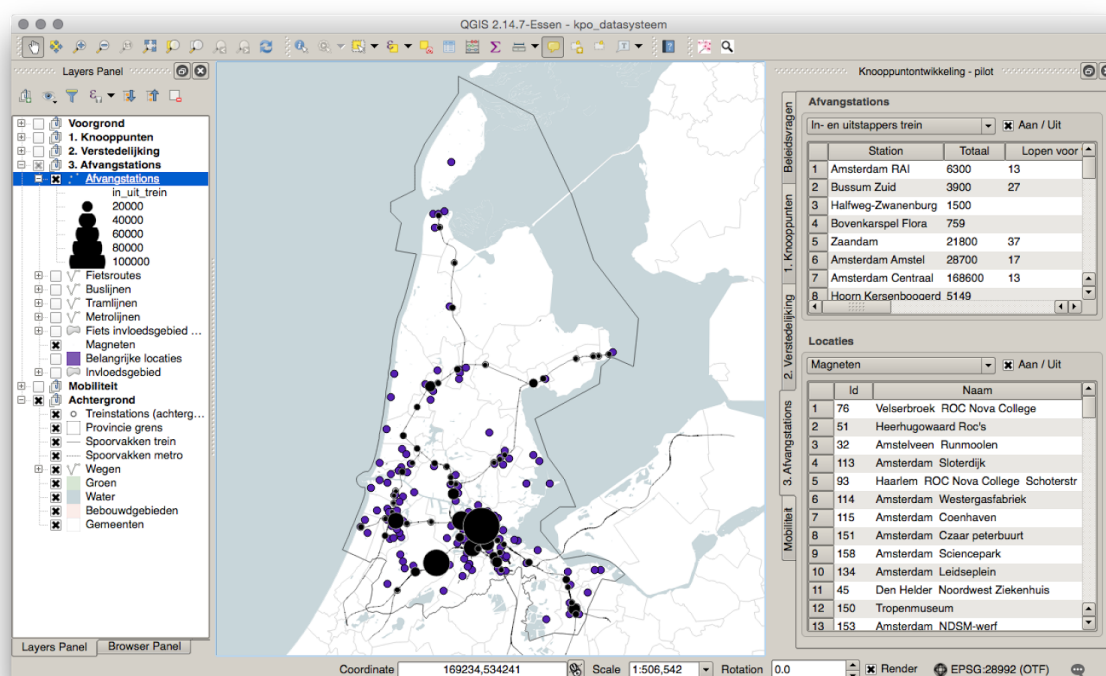 QGIS 2.14.7-Essen - kpo_datasysteem
Layers Panel
Voorgrond
1. Knooppunten
2. Verstedelijking
3. Afvangstations
Afvangstations
in_uit_trein
20000
40000
60000
80000
100000
Fietsroutes
Buslijnen
Tramlijnen
Metrolijnen
Fiets invloedsgebied ...
Magneten
Belangrijke locaties
Invloedsgebied
Mobiliteit
Achtergrond
Treinstations (achterg...
Provincie grens
Spoorvakken trein
Spoorvakken metro
Wegen
Groen
Water
Bebouwdgebieden
Gemeenten
Layers Panel
Browser Panel
Knooppuntontwikkeling - pilot
Beleidsvragen
1. Knooppunten
2. Verstedelijking
3. Afvangstations
Mobiliteit
Afvangstations
In- en uitstappers trein
Aan / Uit
Station Totaal Lopen voor
1 Amsterdam RAI 6300 13
2 Bussum Zuid 3900 27
3 Halfweg-Zwanenburg 1500
4 Bovenkarspel Flora 759
5 Zaandam 21800 37
6 Amsterdam Amstel 28700 17
7 Amsterdam Centraal 168600 13
8 Hoorn Kersenboogerd 5149
Locaties
Magneten
Aan / Uit
Id Naam
1 76 Velserbroek ROC Nova College
2 51 Heerhugowaard Roc's
3 32 Amstelveen Runmoolen
4 113 Amsterdam Sloterdijk
5 93 Haarlem ROC Nova College Schoterstr
6 114 Amsterdam Westergasfabriek
7 115 Amsterdam Coenhaven
8 151 Amsterdam Czaar peterbuurt
9 158 Amsterdam Sciencepark
10 134 Amsterdam Leidseplein
11 45 Den Helder Noordwest Ziekenhuis
12 150 Tropenmuseum
13 153 Amsterdam NDSM-werf
Coordinate 169234,534241 Scale 1:506,542 Rotation 0.0 Render EPSG:28992 (OTF)